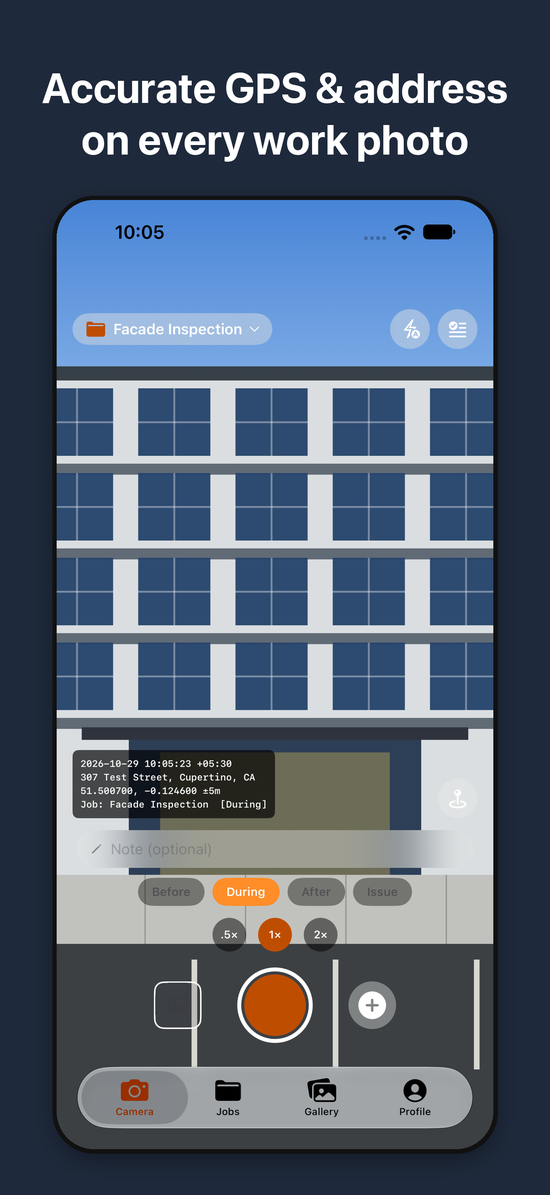 Accurate GPS & address
on every work photo
10:05
Facade Inspection
2026-10-29 10:05:23 +05:30
307 Test Street, Cupertino, CA
51.500700, -0.124600 ±5m
Job: Facade Inspection [During]
Note (optional)
Before During After Issue
.5× 1× 2×
Camera Jobs Gallery Profile